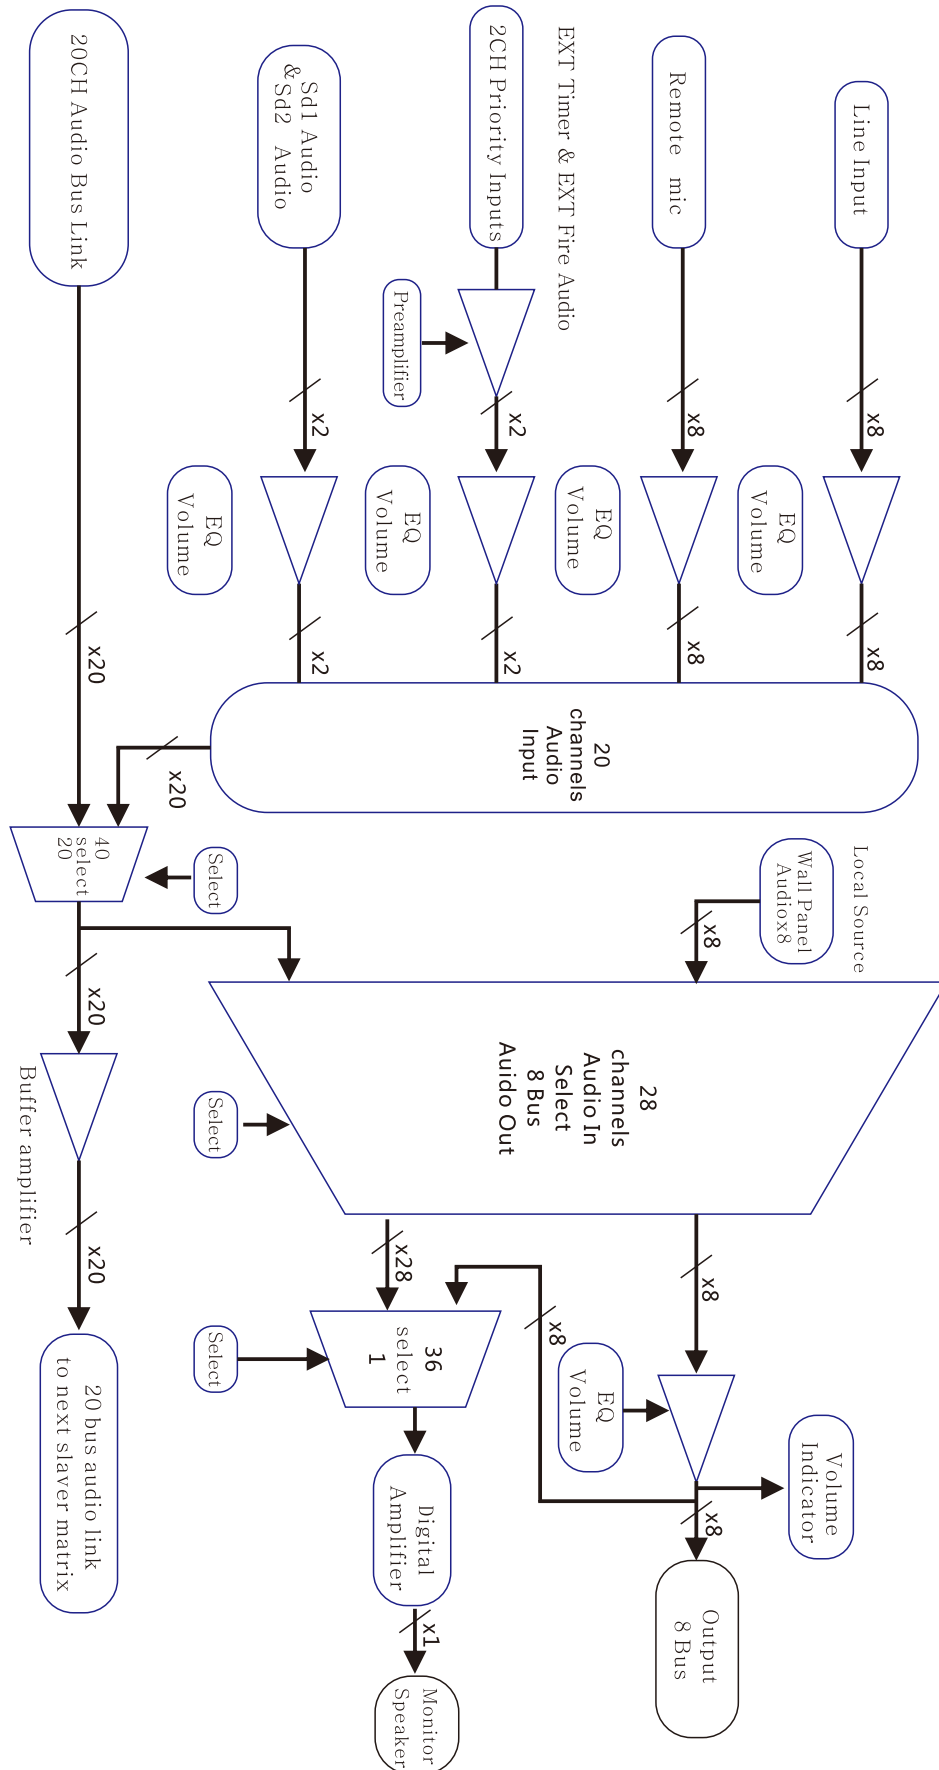 Line Input
x8
EQ
Volume
x8
Remote mic
x8
EQ
Volume
x8
EXT Timer & EXT Fire Audio
2CH Priority Inputs
Preamplifier
x2
EQ
Volume
x2
Sd1 Audio
& Sd2 Audio
x2
EQ
Volume
x2
20CH Audio Bus Link
x20
20
channels
Audio
Input
x20
40
select
20
Select
Local Source
Wall Panel
Audiox8
x8
28
channels
Audio In
Select
8 Bus
Auido Out
Select
x20
Buffer amplifier
x20
20 bus audio link
to next slaver matrix
x28
36
select
1
Select
x8
x8
EQ
Volume
Volume
Indicator
x8
Output
8 Bus
Digital
Amplifier
x1
Monitor
Speaker